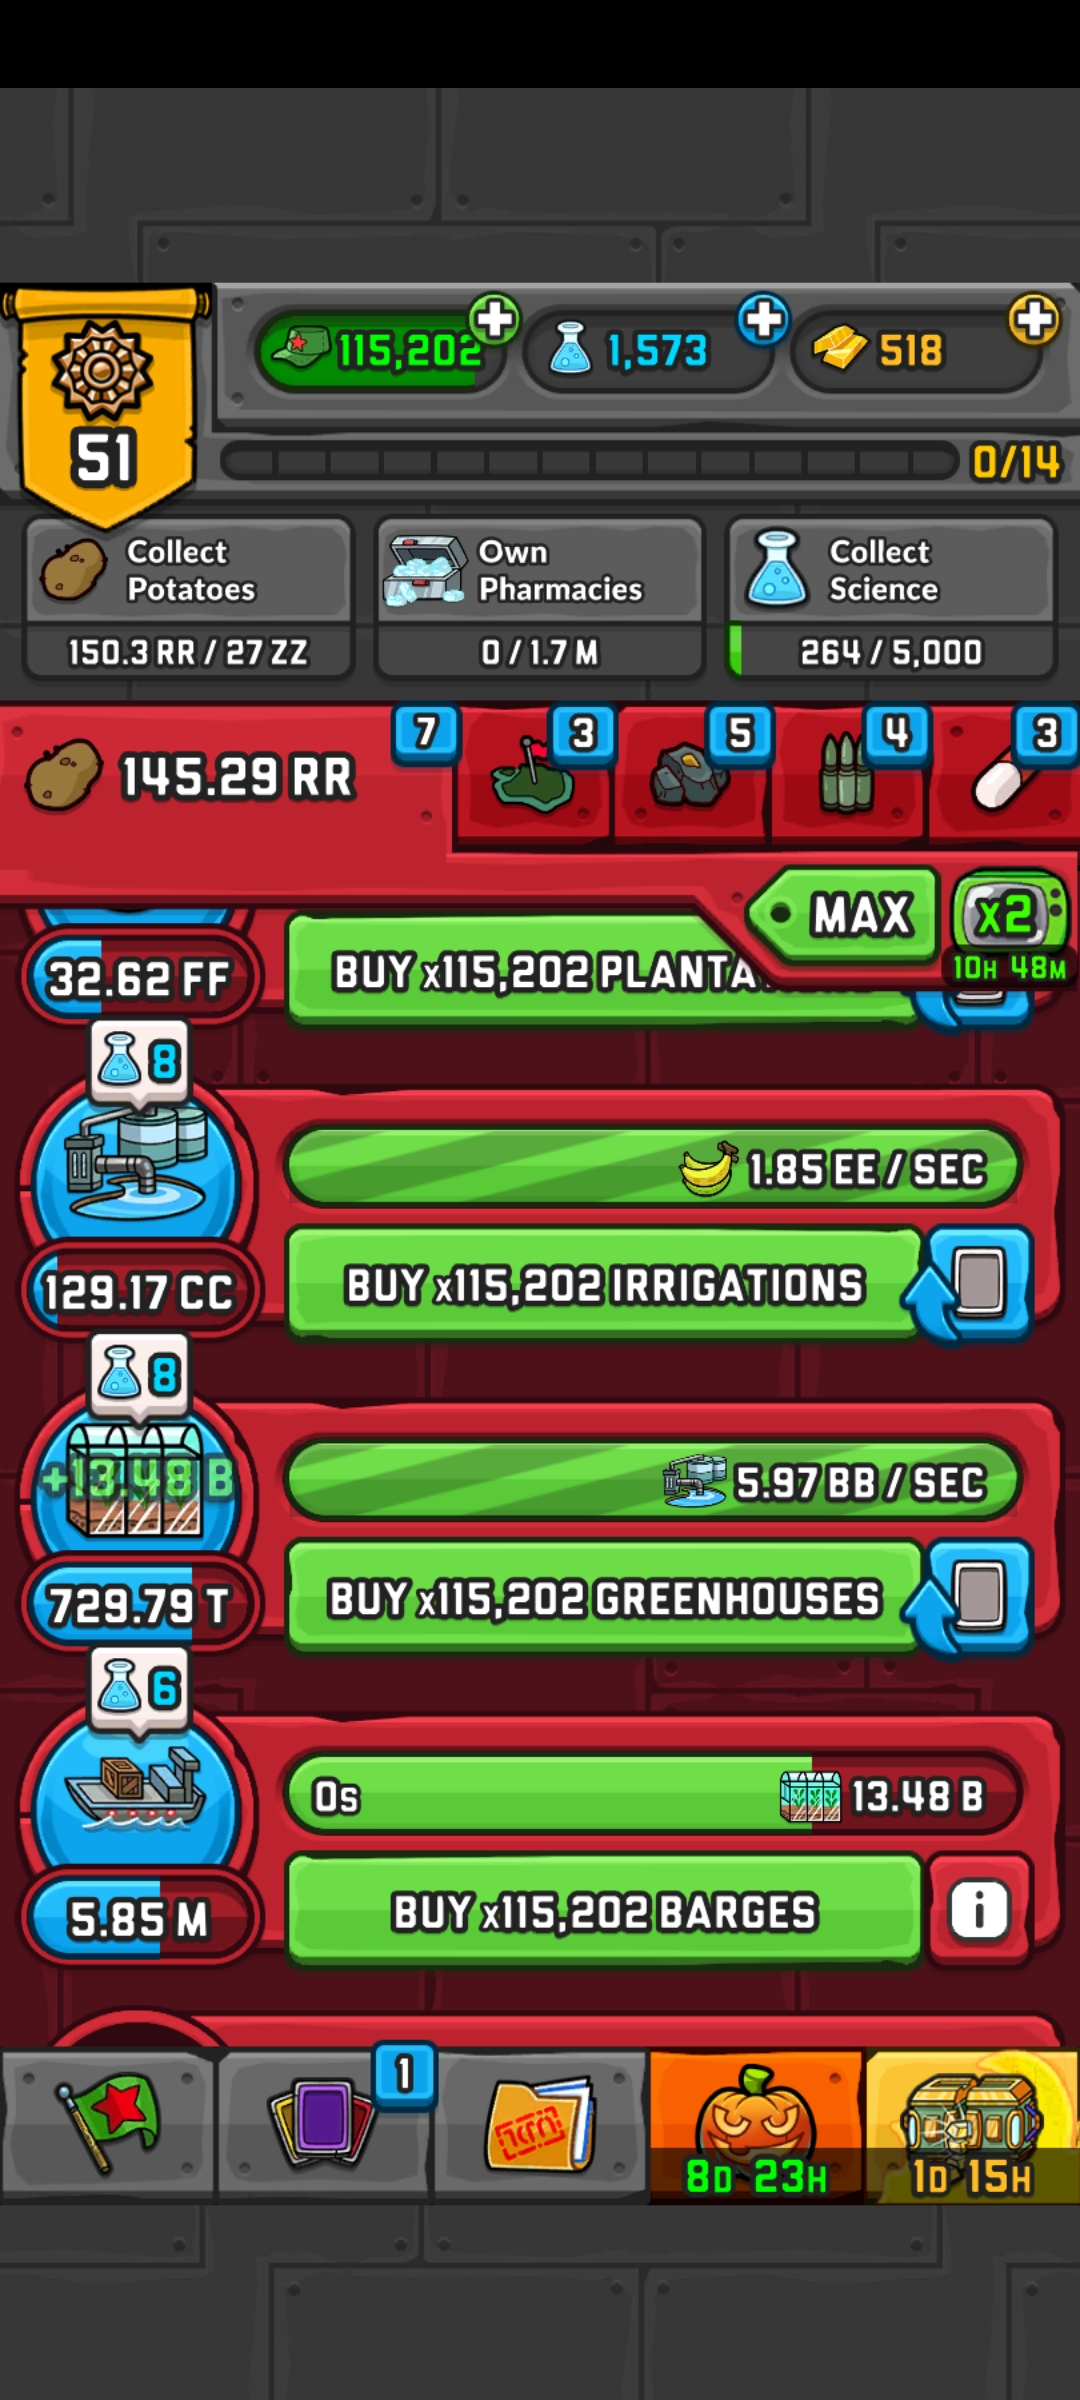 115,202
1,573
518
51
0/14
Collect
Potatoes
Own
Pharmacies
Collect
Science
150.3 RR / 27 ZZ
0 / 1.7 M
264 / 5,000
145.29 RR
7
3
5
4
3
MAX
x2
10H 48M
32.62 FF
BUY x115,202 PLANTA
8
1.85 EE / SEC
129.17 CC
BUY x115,202 IRRIGATIONS
8
+13.48 B
5.97 BB / SEC
729.79 T
BUY x115,202 GREENHOUSES
6
0s
13.48 B
5.85 M
BUY x115,202 BARGES
i
1
8D 23H
1D 15H